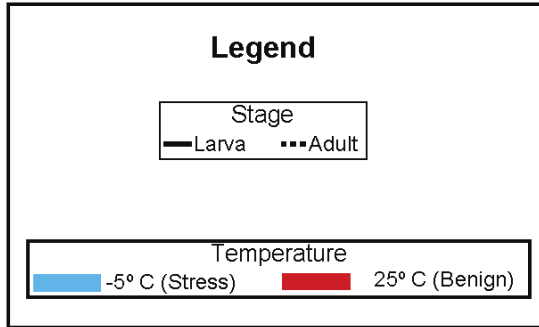 Legend
Stage
Larva Adult
Temperature
-5º C (Stress) 25º C (Benign)